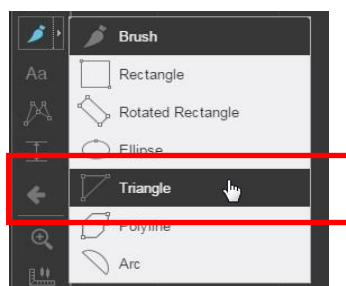 Brush
Aa
Rectangle
Rotated Rectangle
Ellipse
Triangle
Polyline
Arc